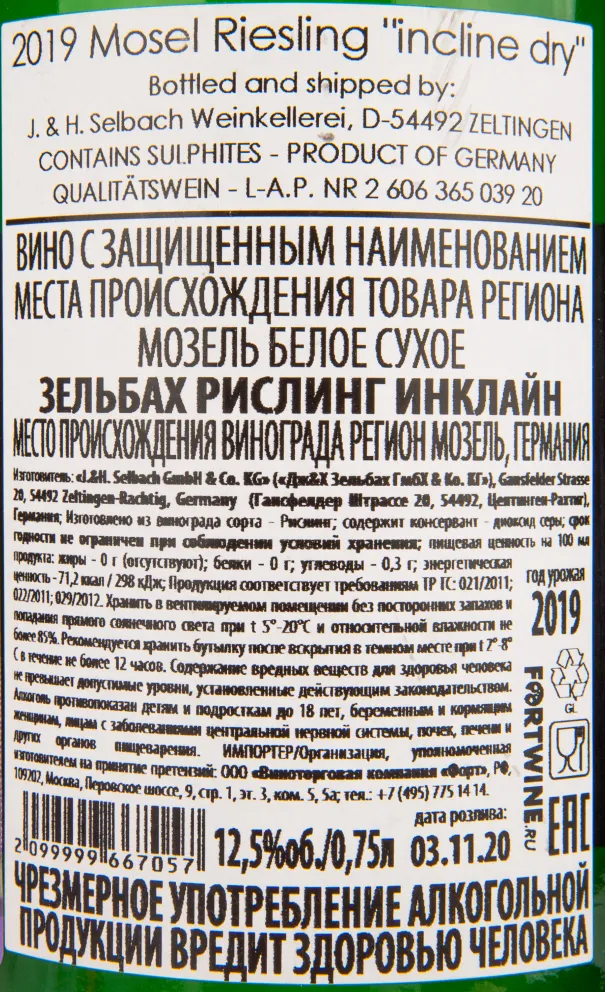 2019 Mosel Riesling "incline dry"
Bottled and shipped by:
J. & H. Selbach Weinkellerei, D-54492 ZELTINGEN
CONTAINS SULPHITES - PRODUCT OF GERMANY
QUALITÄTSWEIN - L-A.P. NR 2 606 365 039 20
ВИНО С ЗАЩИЩЕННЫМ НАИМЕНОВАНИЕМ
МЕСТА ПРОИСХОЖДЕНИЯ ТОВАРА РЕГИОНА
МОЗЕЛЬ БЕЛОЕ СУХОЕ
ЗЕЛЬБАХ РИСЛИНГ ИНКЛАЙН
МЕСТО ПРОИСХОЖДЕНИЯ ВИНОГРАДА РЕГИОН МОЗЕЛЬ, ГЕРМАНИЯ
Изготовитель: «J.&H. Selbach GmbH & Co. KG» («Дж&Х Зельбах ГмбХ & Ко. КГ»), Gansfelder Strasse
20, 54492 Zeltingen-Rachtig, Germany (Гансфелдер Штрассе 20, 54492, Целтинген-Рахтиг),
Германия; Изготовлено из винограда сорта - Рислинг; содержит консервант - диоксид серы; срок
годности не ограничен при соблюдении условий хранения; пищевая ценность на 100 мл
продукта: жиры - 0 г (отсутствуют); белки - 0 г; углеводы - 0,3 г; энергетическая
ценность - 71,2 ккал / 298 кДж; Продукция соответствует требованиям ТР ТС: 021/2011;
022/2011; 029/2012. Хранить в вентилируемом помещении без посторонних запахов и
попадания прямого солнечного света при t 5°-20°C и относительной влажности не
более 85%. Рекомендуется хранить бутылку после вскрытия в темном месте при t 7°-8°
С в течение не более 12 часов. Содержание вредных веществ для здоровья человека
не превышает допустимые уровни, установленные действующим законодательством.
Алкоголь противопоказан детям и подросткам до 18 лет, беременным и кормящим
женщинам, лицам с заболеваниями центральной нервной системы, почек, печени и
других органов пищеварения. ИМПОРТЕР/Организация, уполномоченная
изготовителем на принятие претензий: ООО «Виноторговая компания «Форт», РФ,
109202, Москва, Перовское шоссе, 9, стр. 1, эт. 3, ком. 5, 5а; тел.: +7 (495) 775 14 14.
год урожая
2019
GL
FORTWINE.RU
2 099999 667057
12,5%об./0,75л
дата розлива:
03.11.20
EAC
ЧРЕЗМЕРНОЕ УПОТРЕБЛЕНИЕ АЛКОГОЛЬНОЙ
ПРОДУКЦИИ ВРЕДИТ ЗДОРОВЬЮ ЧЕЛОВЕКА